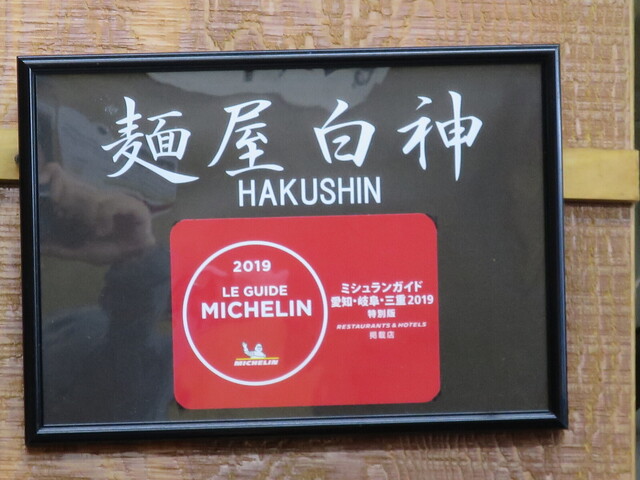 麺屋白神
HAKUSHIN
2019
LE GUIDE
MICHELIN
MICHELIN
ミシュランガイド
愛知・岐阜・三重2019
特別版
RESTAURANTS & HOTELS
掲載店